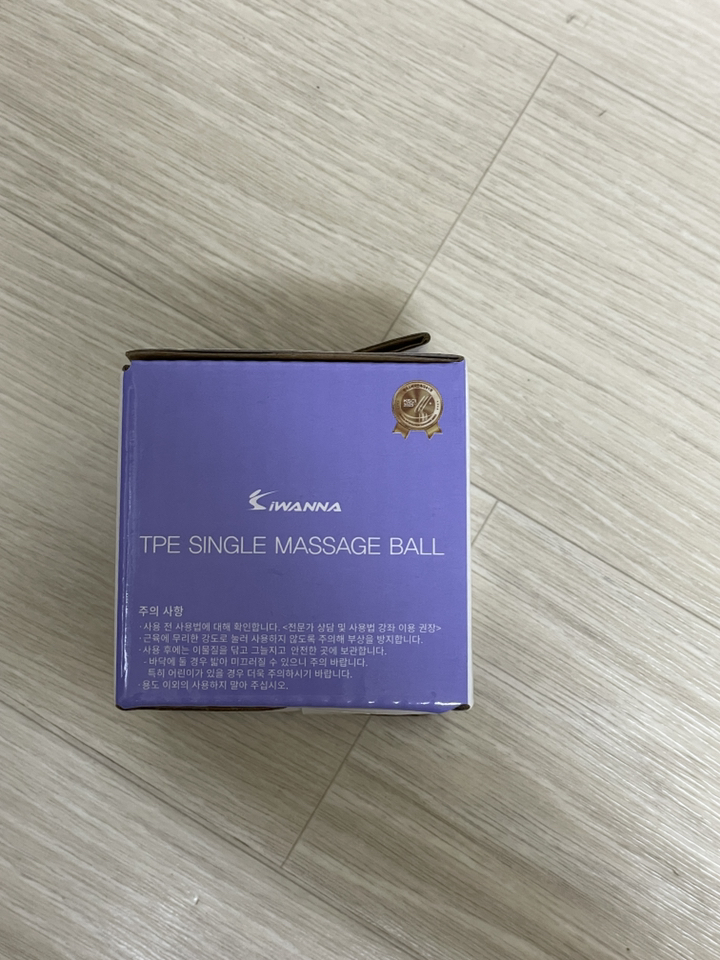 iWANNA
TPE SINGLE MASSAGE BALL
주의 사항
·사용 전 사용법에 대해 확인합니다. <전문가 상담 및 사용법 강좌 이용 권장>
·근육에 무리한 강도로 눌러 사용하지 않도록 주의해 부상을 방지합니다.
·사용 후에는 이물질을 닦고 그늘지고 안전한 곳에 보관합니다.
- 바닥에 둘 경우 밟아 미끄러질 수 있으니 주의 바랍니다.
특히 어린이가 있을 경우 더욱 주의하시기 바랍니다.
·용도 이외의 사용하지 말아 주십시오.